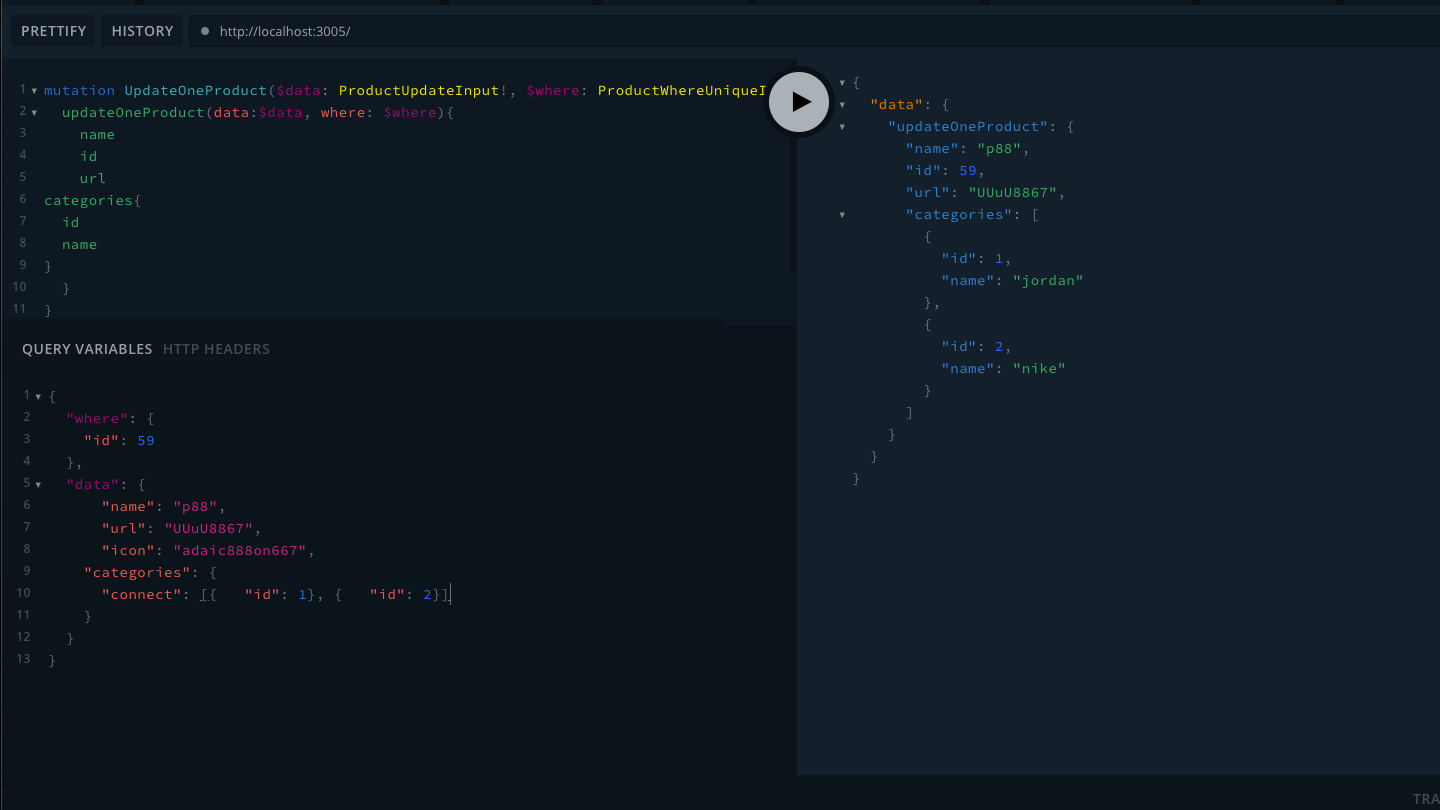 PRETTIFY HISTORY http://localhost:3005/
1 mutation UpdateOneProduct($data: ProductUpdateInput!, $where: ProductWhereUniqueI
2 updateOneProduct(data:$data, where: $where){
3 name
4 id
5 url
6 categories{
7 id
8 name
9 }
10 }
11 }
QUERY VARIABLES HTTP HEADERS
1 {
2 "where": {
3 "id": 59
4 },
5 "data": {
6 "name": "p88",
7 "url": "UUuU8867",
8 "icon": "adaic888on667",
9 "categories": {
10 "connect": [{   "id": 1}, {   "id": 2}]
11 }
12 }
13 }
{
"data": {
"updateOneProduct": {
"name": "p88",
"id": 59,
"url": "UUuU8867",
"categories": [
{
"id": 1,
"name": "jordan"
},
{
"id": 2,
"name": "nike"
}
]
}
}
}
TRA